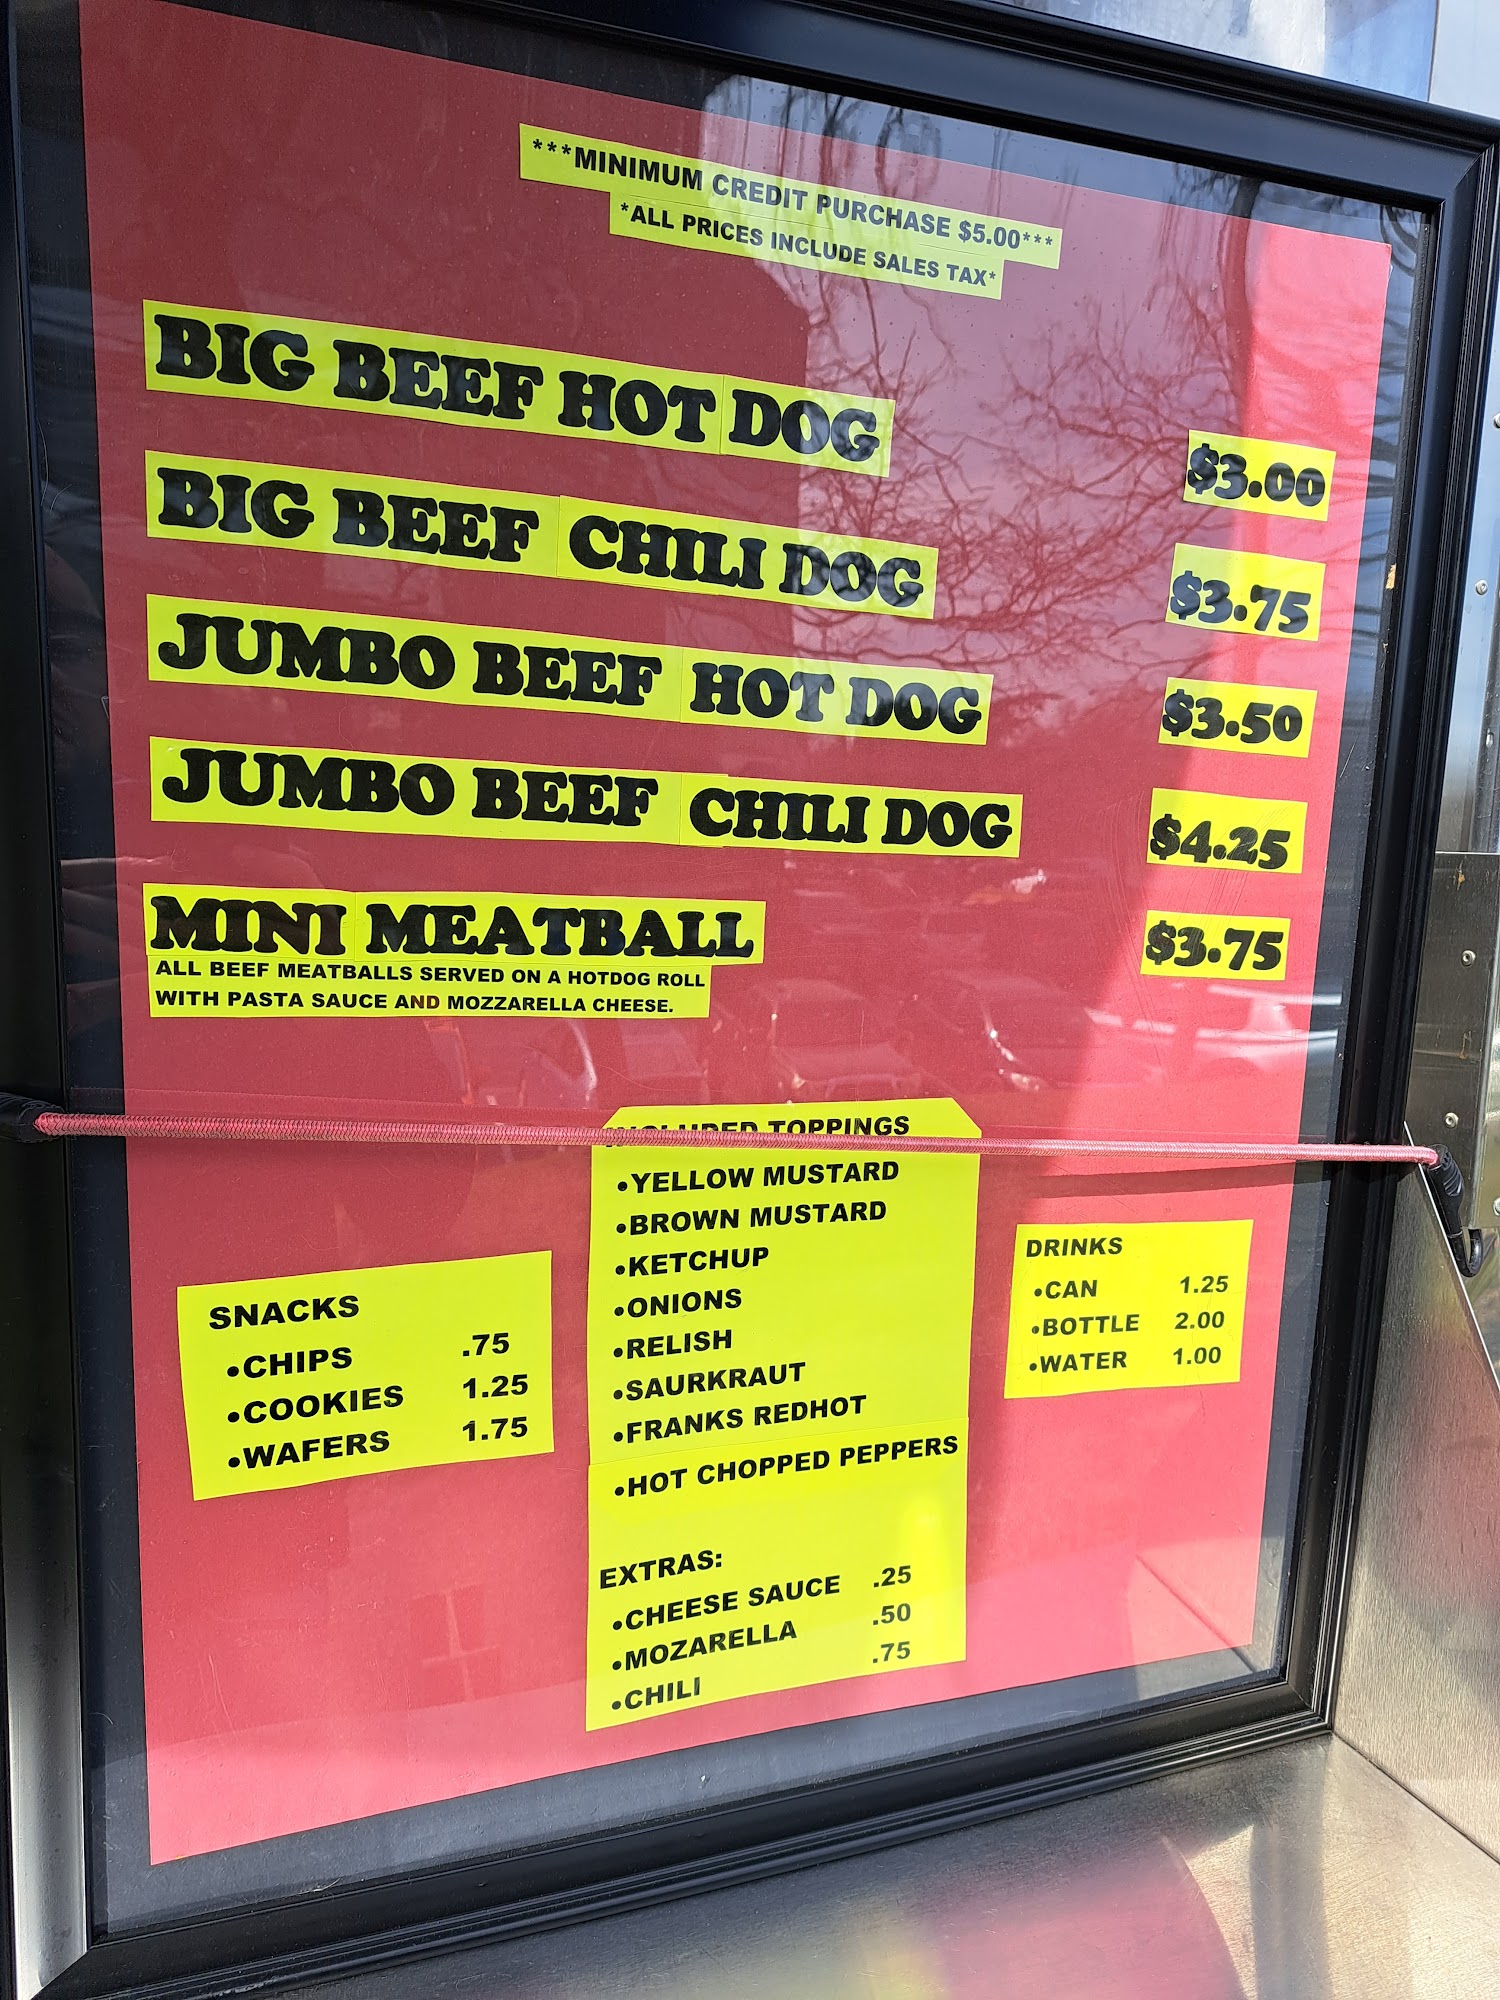 ***MINIMUM CREDIT PURCHASE $5.00***
*ALL PRICES INCLUDE SALES TAX*
BIG BEEF HOT DOG $3.00
BIG BEEF CHILI DOG $3.75
JUMBO BEEF HOT DOG $3.50
JUMBO BEEF CHILI DOG $4.25
MINI MEATBALL $3.75
ALL BEEF MEATBALLS SERVED ON A HOTDOG ROLL
WITH PASTA SAUCE AND MOZZARELLA CHEESE.
SNACKS
•CHIPS .75
•COOKIES 1.25
•WAFERS 1.75
INCLUDED TOPPINGS
•YELLOW MUSTARD
•BROWN MUSTARD
•KETCHUP
•ONIONS
•RELISH
•SAURKRAUT
•FRANKS REDHOT
•HOT CHOPPED PEPPERS
EXTRAS:
•CHEESE SAUCE .25
•MOZARELLA .50
•CHILI .75
DRINKS
•CAN 1.25
•BOTTLE 2.00
•WATER 1.00